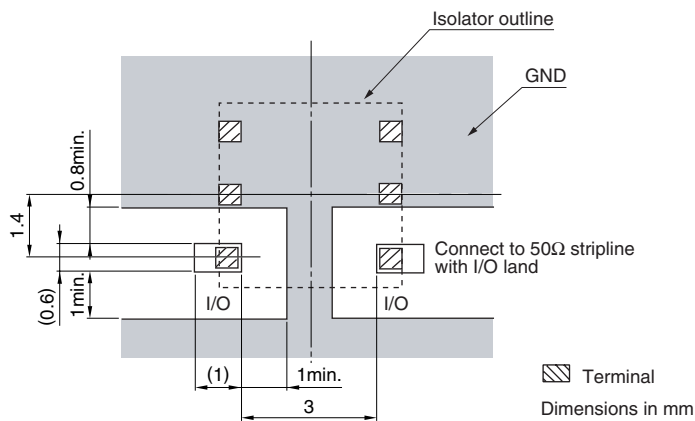 Isolator outline
GND
0.8min.
1.4
Connect to 50Ω stripline
with I/O land
(0.6)
1min.
I/O
I/O
(1)
1min.
3
Terminal
Dimensions in mm